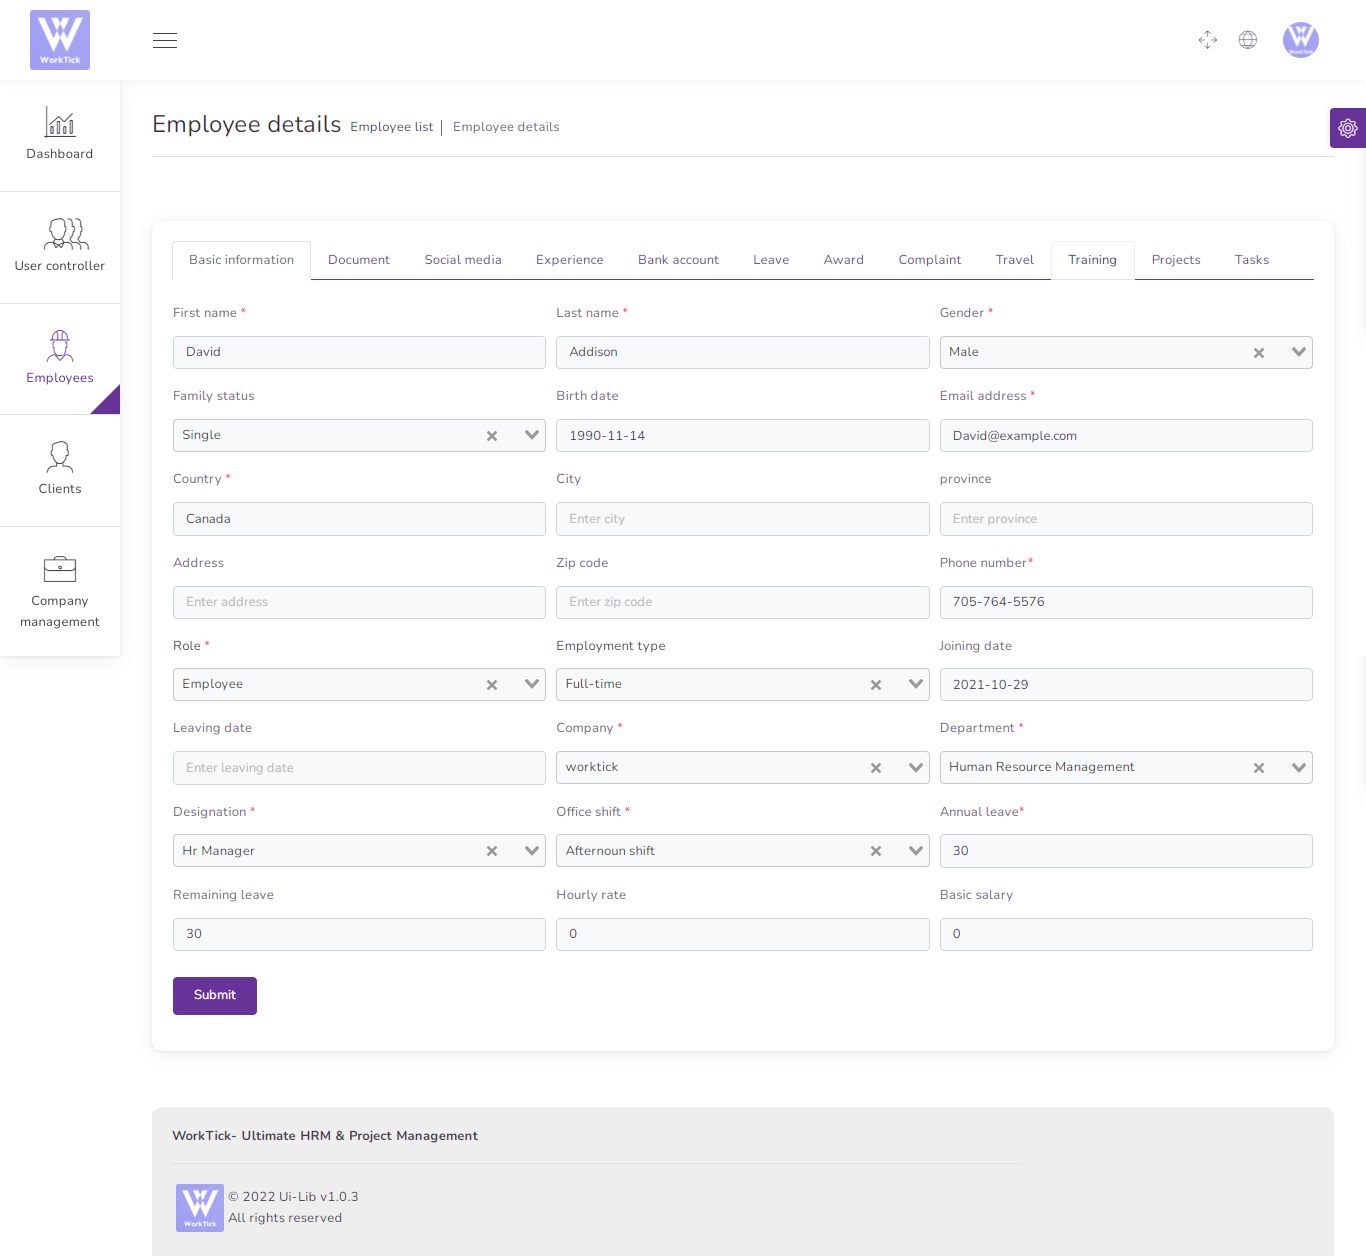 WorkTick
WorkTick
Dashboard
User controller
Employees
Clients
Company
management
Employee details Employee list | Employee details
Basic information Document Social media Experience Bank account Leave Award Complaint Travel Training Projects Tasks
First name * Last name * Gender *
David Addison Male
Family status Birth date Email address *
Single 1990-11-14 David@example.com
Country * City province
Canada Enter city Enter province
Address Zip code Phone number*
Enter address Enter zip code 705-764-5576
Role * Employment type Joining date
Employee Full-time 2021-10-29
Leaving date Company * Department *
Enter leaving date worktick Human Resource Management
Designation * Office shift * Annual leave*
Hr Manager Afternoun shift 30
Remaining leave Hourly rate Basic salary
30 0 0
Submit
WorkTick- Ultimate HRM & Project Management
WorkTick
© 2022 Ui-Lib v1.0.3
All rights reserved